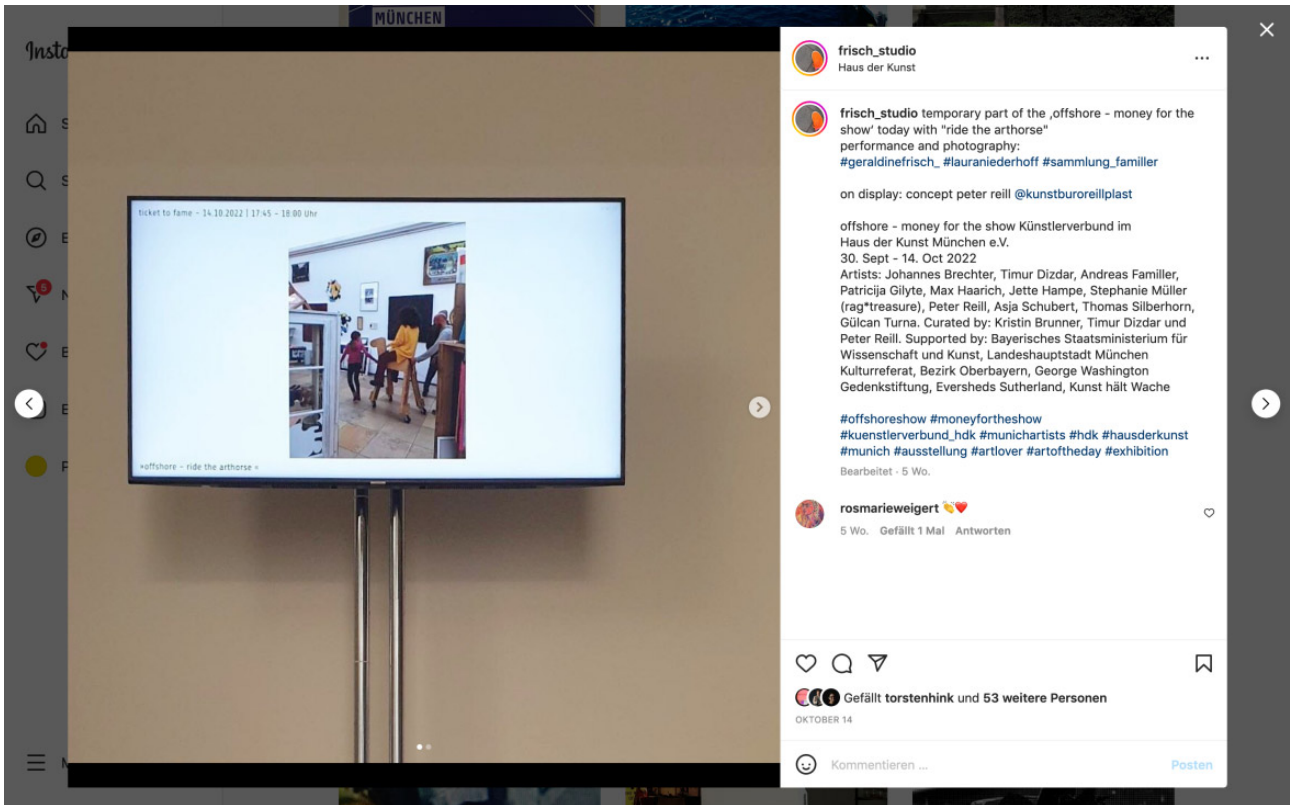 MÜNCHEN
Insta
frisch_studio
Haus der Kunst
frisch_studio temporary part of the ‚offshore - money for the
show‘ today with "ride the arthorse"
performance and photography:
#geraldinefrisch_ #lauraniederhoff #sammlung_familler
on display: concept peter reill @kunstburoreillplast
offshore - money for the show Künstlerverbund im
Haus der Kunst München e.V.
30. Sept - 14. Oct 2022
Artists: Johannes Brechter, Timur Dizdar, Andreas Familler,
Patricija Gilyte, Max Haarich, Jette Hampe, Stephanie Müller
(rag*treasure), Peter Reill, Asja Schubert, Thomas Silberhorn,
Gülcan Turna. Curated by: Kristin Brunner, Timur Dizdar und
Peter Reill. Supported by: Bayerisches Staatsministerium für
Wissenschaft und Kunst, Landeshauptstadt München
Kulturreferat, Bezirk Oberbayern, George Washington
Gedenkstiftung, Eversheds Sutherland, Kunst hält Wache
#offshoreshow #moneyfortheshow
#kuenstlerverbund_hdk #munichartists #hdk #hausderkunst
#munich #ausstellung #artlover #artoftheday #exhibition
Bearbeitet · 5 Wo.
rosmarieweigert 👏❤️
5 Wo. Gefällt 1 Mal Antworten
Gefällt torstenhink und 53 weitere Personen
OKTOBER 14
Kommentieren ...
Posten
ticket to fame - 14.10.2022 | 17:45 - 18:00 Uhr
»offshore - ride the arthorse «
5